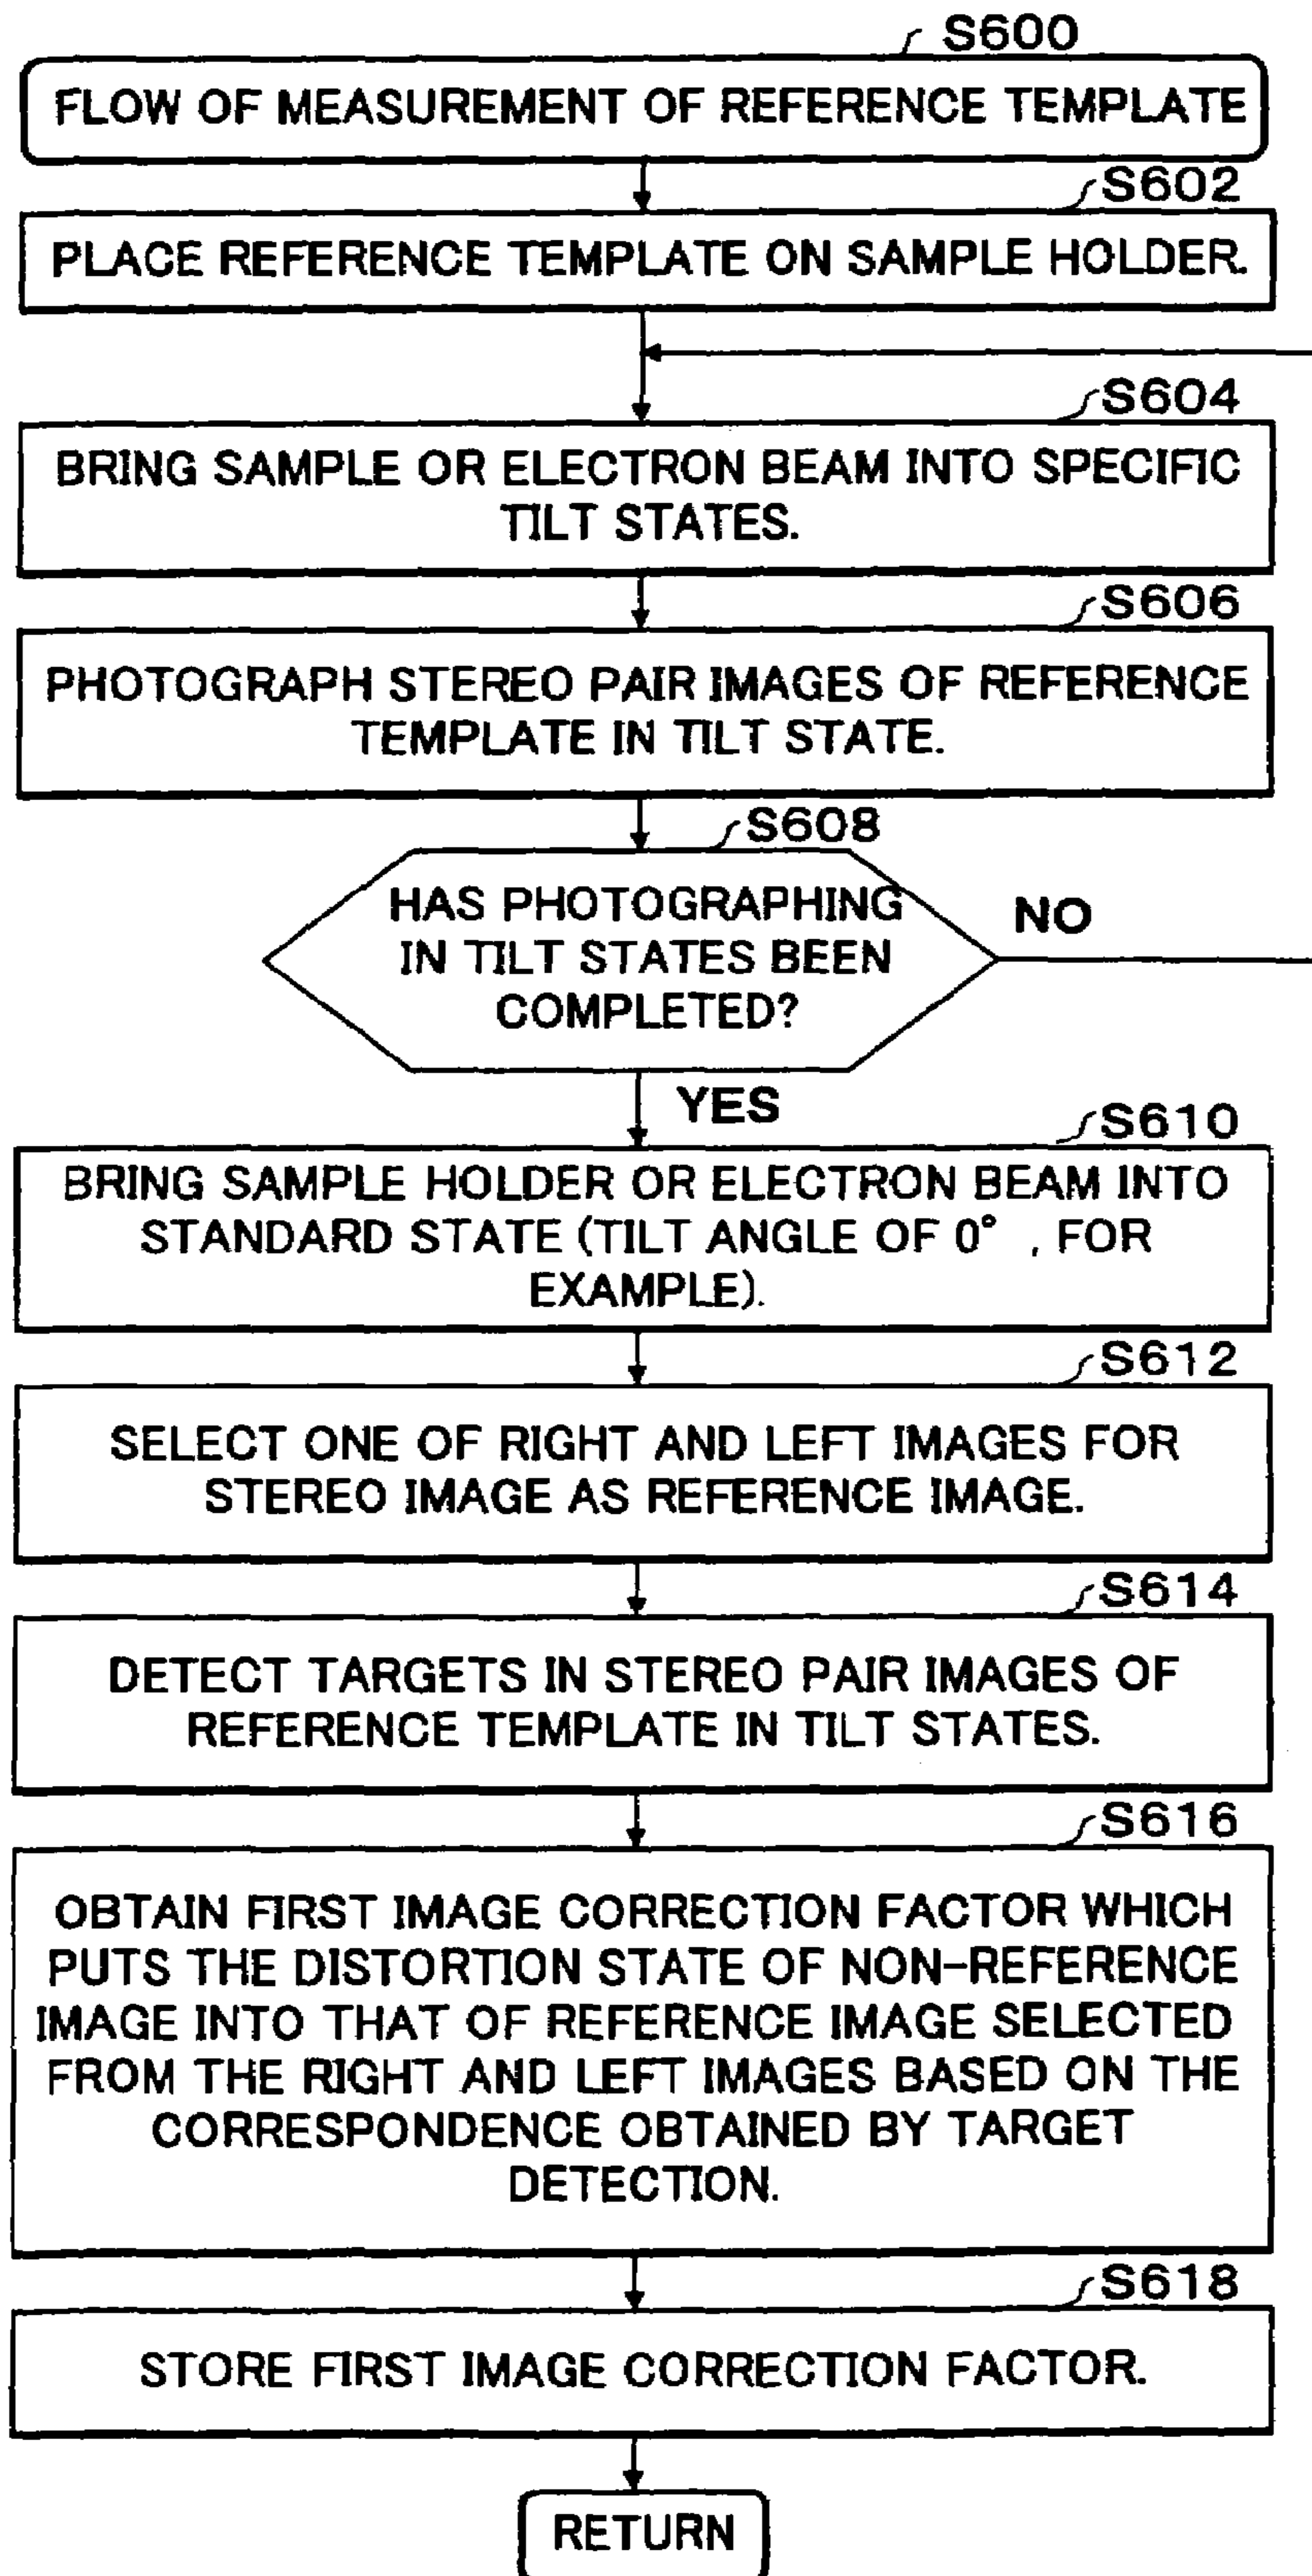 S600
FLOW OF MEASUREMENT OF REFERENCE TEMPLATE
S602
PLACE REFERENCE TEMPLATE ON SAMPLE HOLDER.
S604
BRING SAMPLE OR ELECTRON BEAM INTO SPECIFIC
TILT STATES.
S606
PHOTOGRAPH STEREO PAIR IMAGES OF REFERENCE
TEMPLATE IN TILT STATE.
S608
HAS PHOTOGRAPHING
IN TILT STATES BEEN
COMPLETED?
NO
YES
S610
BRING SAMPLE HOLDER OR ELECTRON BEAM INTO
STANDARD STATE (TILT ANGLE OF 0° , FOR
EXAMPLE).
S612
SELECT ONE OF RIGHT AND LEFT IMAGES FOR
STEREO IMAGE AS REFERENCE IMAGE.
S614
DETECT TARGETS IN STEREO PAIR IMAGES OF
REFERENCE TEMPLATE IN TILT STATES.
S616
OBTAIN FIRST IMAGE CORRECTION FACTOR WHICH
PUTS THE DISTORTION STATE OF NON-REFERENCE
IMAGE INTO THAT OF REFERENCE IMAGE SELECTED
FROM THE RIGHT AND LEFT IMAGES BASED ON THE
CORRESPONDENCE OBTAINED BY TARGET
DETECTION.
S618
STORE FIRST IMAGE CORRECTION FACTOR.
RETURN